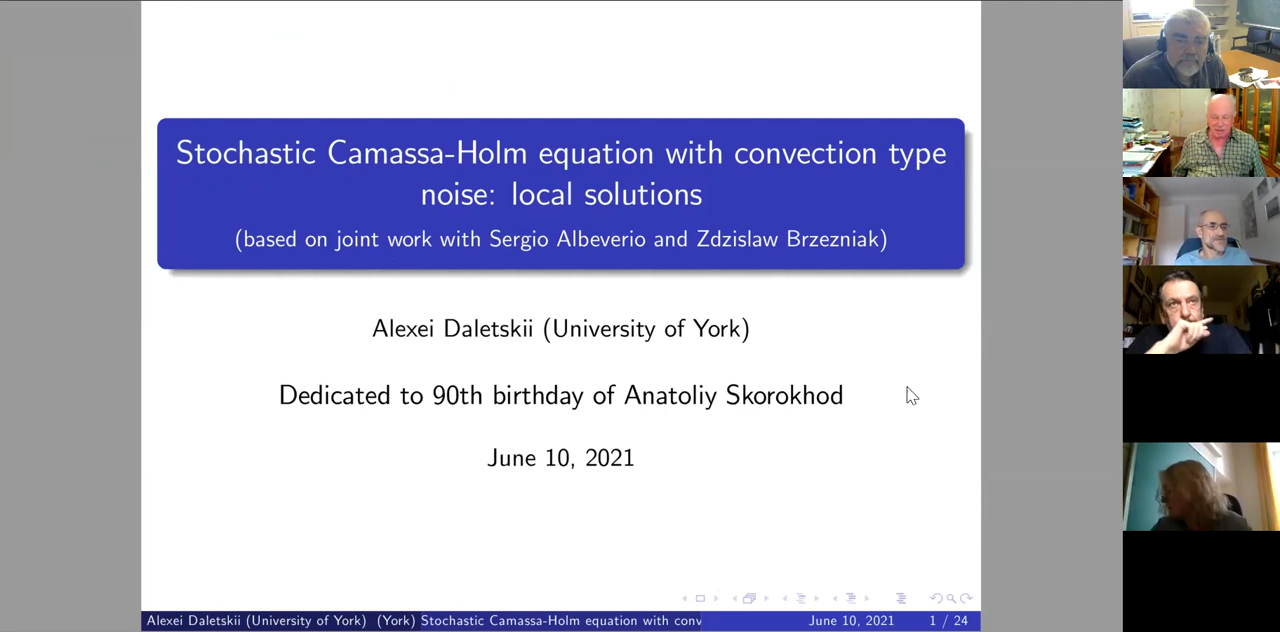 Stochastic Camassa-Holm equation with convection type
noise: local solutions
(based on joint work with Sergio Albeverio and Zdzislaw Brzezniak)
Alexei Daletskii (University of York)
Dedicated to 90th birthday of Anatoliy Skorokhod
June 10, 2021
Alexei Daletskii (University of York) (York) Stochastic Camassa-Holm equation with conv June 10, 2021 1 / 24